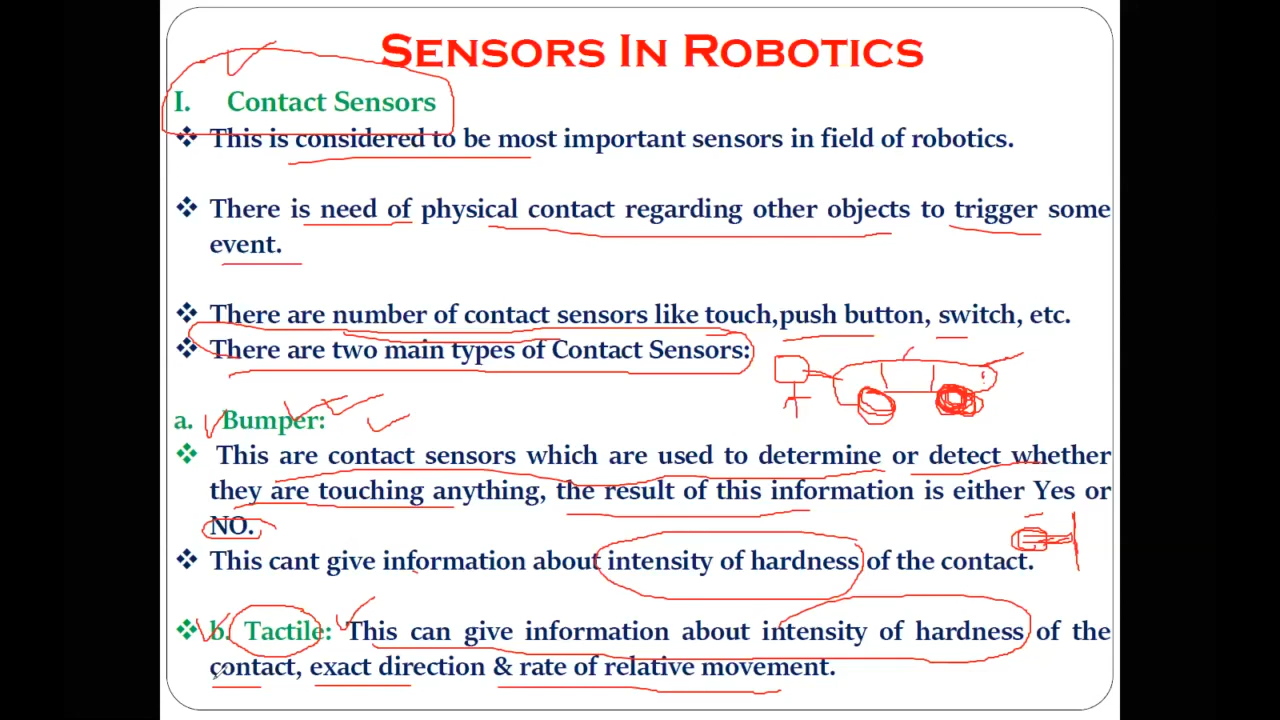 SENSORS IN ROBOTICS
I. Contact Sensors
❖ This is considered to be most important sensors in field of robotics.
❖ There is need of physical contact regarding other objects to trigger some
event.
❖ There are number of contact sensors like touch,push button, switch, etc.
❖ There are two main types of Contact Sensors:
a. Bumper:
❖ This are contact sensors which are used to determine or detect whether
they are touching anything, the result of this information is either Yes or
NO.
❖ This cant give information about intensity of hardness of the contact.
❖ b. Tactile: This can give information about intensity of hardness of the
contact, exact direction & rate of relative movement.